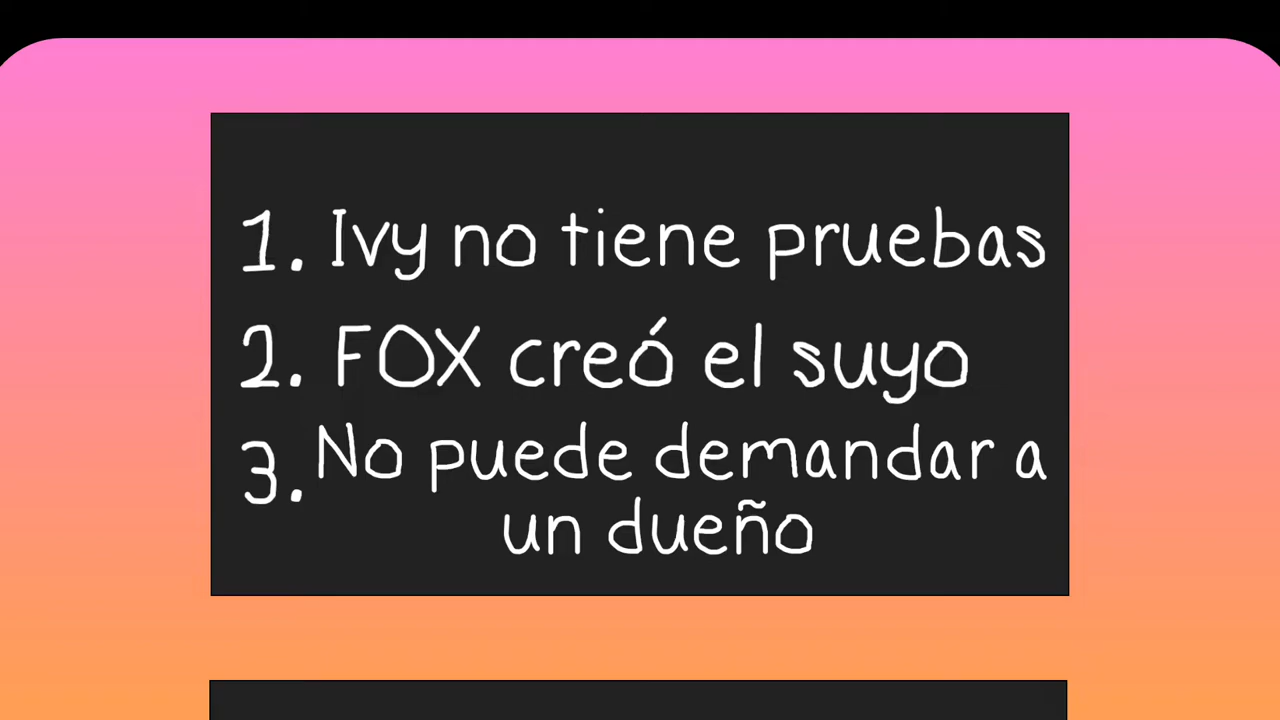 1. Ivy no tiene pruebas
2. FOX creó el suyo
3. No puede demandar a
un dueño